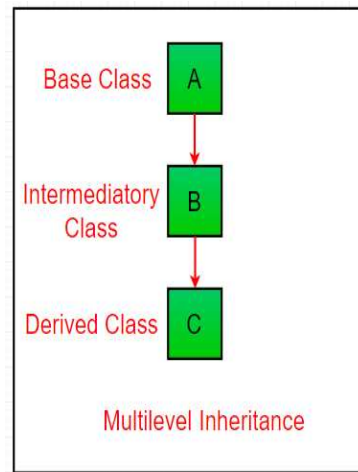 Base Class A
Intermediatory
Class
B
Derived Class C
Multilevel Inheritance